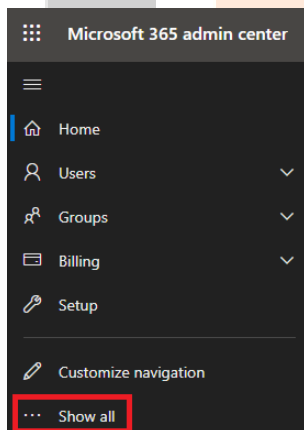 Microsoft 365 admin center
Home
Users
Groups
Billing
Setup
Customize navigation
Show all